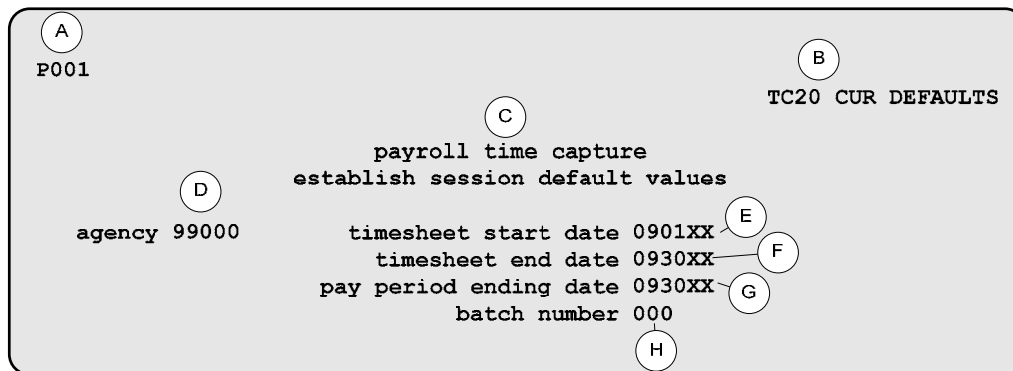 A
P001
B
TC20 CUR DEFAULTS
C
payroll time capture
establish session default values
D
agency 99000
timesheet start date 0901XX E
timesheet end date 0930XX F
pay period ending date 0930XX G
batch number 000
H